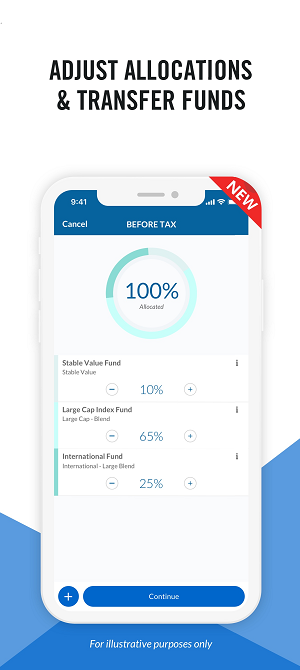 ADJUST ALLOCATIONS
& TRANSFER FUNDS
NEW
9:41
Cancel BEFORE TAX
100%
Allocated
Stable Value Fund i
Stable Value
− 10% +
Large Cap Index Fund i
Large Cap - Blend
− 65% +
International Fund i
International - Large Blend
− 25% +
+ Continue
For illustrative purposes only